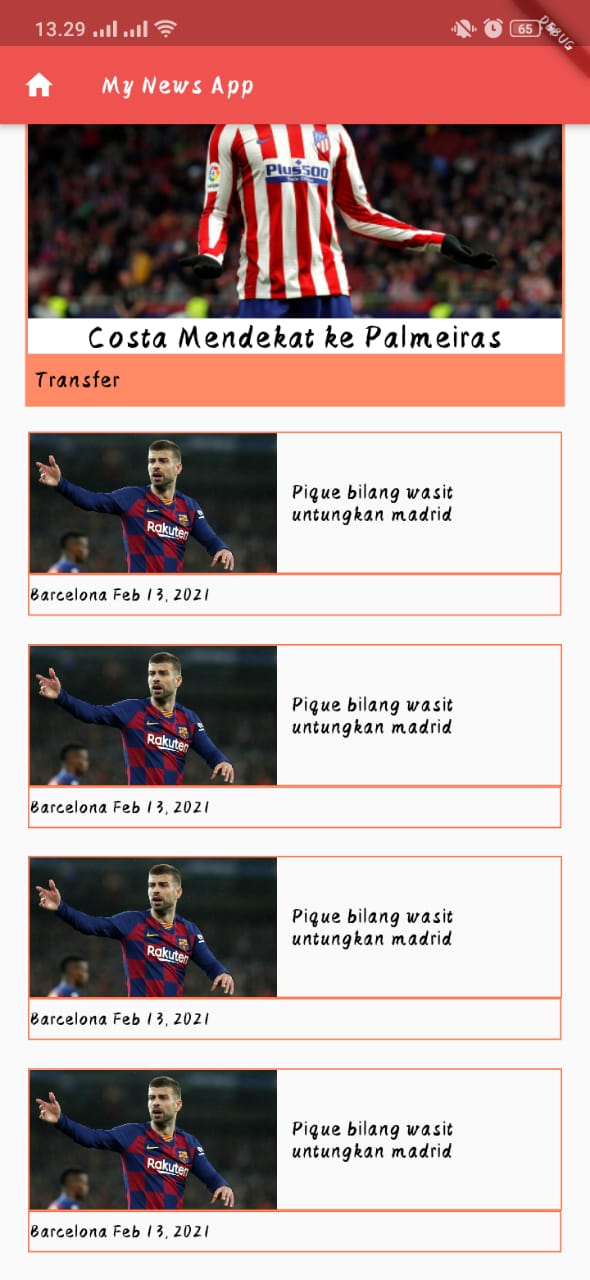 13.29
65
DEBUG
My News App
Plus500
Costa Mendekat ke Palmeiras
Transfer
Rakuten
Pique bilang wasit
untungkan madrid
Barcelona Feb 13, 2021
Rakuten
Pique bilang wasit
untungkan madrid
Barcelona Feb 13, 2021
Rakuten
Pique bilang wasit
untungkan madrid
Barcelona Feb 13, 2021
Rakuten
Pique bilang wasit
untungkan madrid
Barcelona Feb 13, 2021